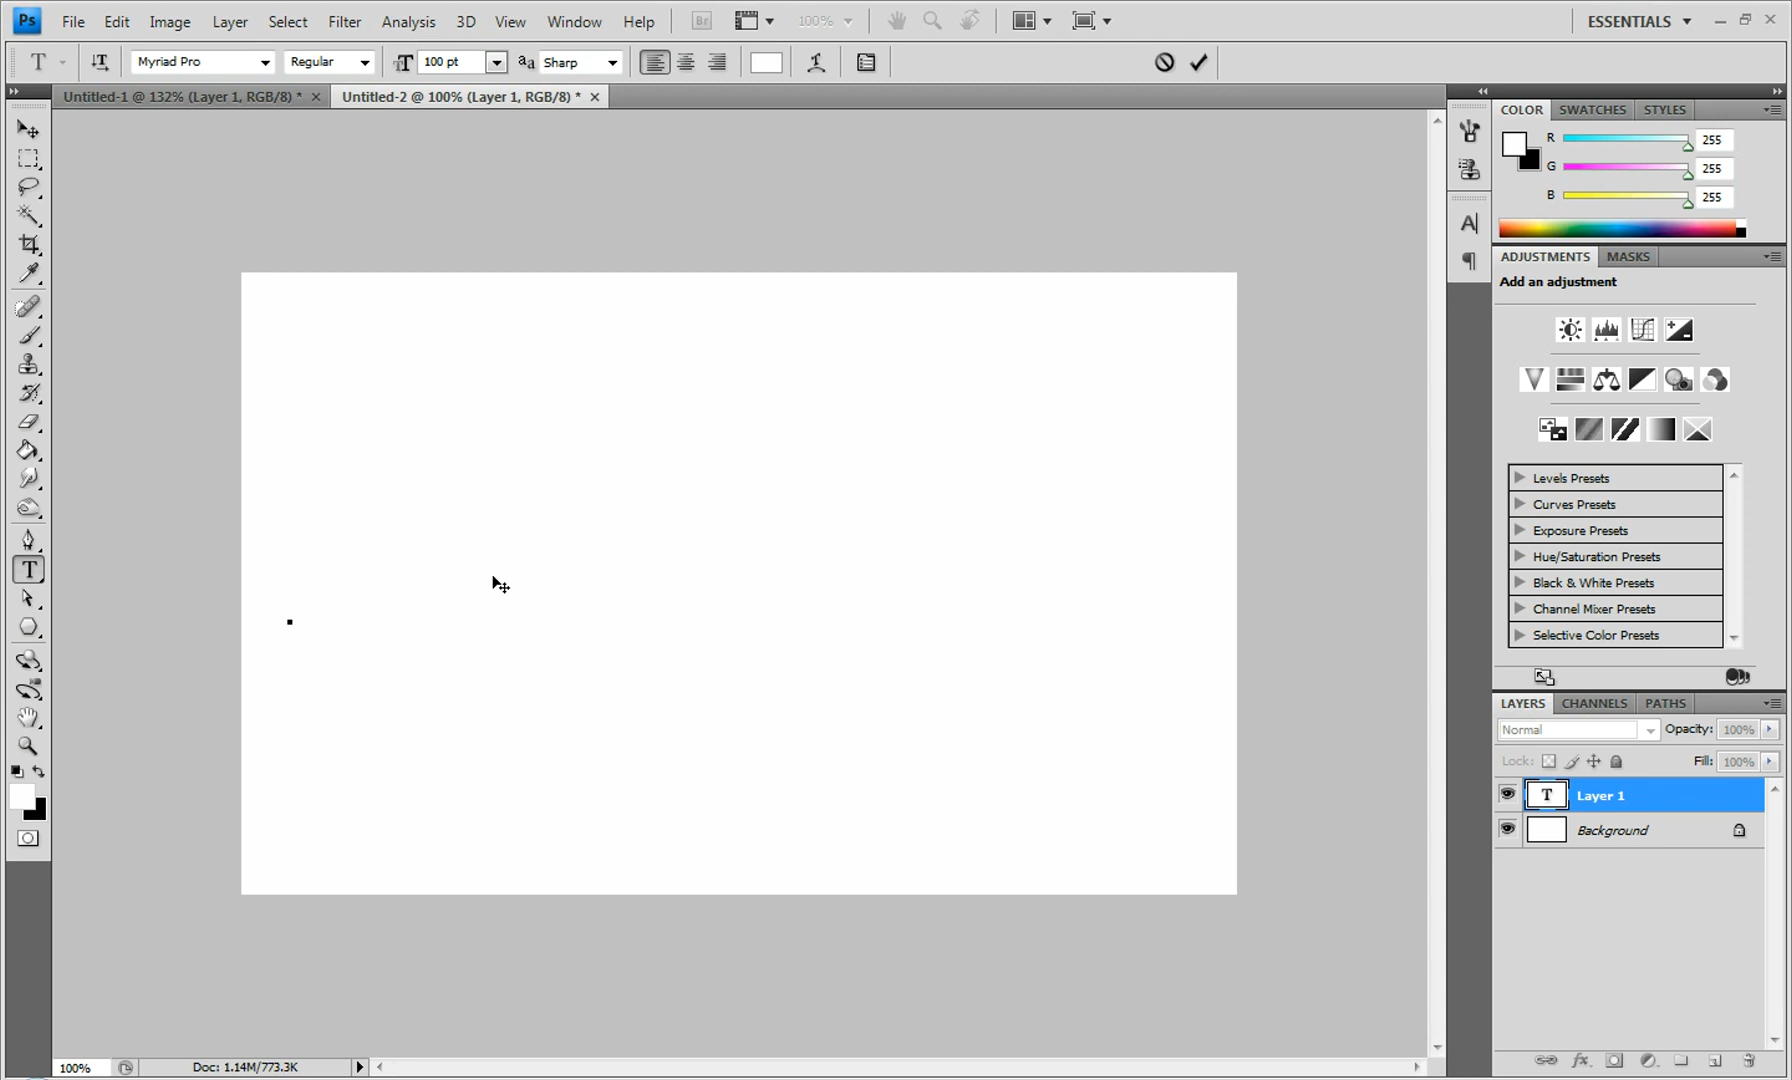 Ps File Edit Image Layer Select Filter Analysis 3D View Window Help Br 100% ESSENTIALS
T T Myriad Pro Regular T 100 pt aa Sharp
Untitled-1 @ 132% (Layer 1, RGB/8) * Untitled-2 @ 100% (Layer 1, RGB/8) *
COLOR SWATCHES STYLES
R 255
G 255
B 255
A
ADJUSTMENTS MASKS
Add an adjustment
Levels Presets
Curves Presets
Exposure Presets
Hue/Saturation Presets
Black & White Presets
Channel Mixer Presets
Selective Color Presets
T
LAYERS CHANNELS PATHS
Normal Opacity: 100%
Lock: Fill: 100%
T Layer 1
Background
fx
100% Doc: 1.14M/773.3K